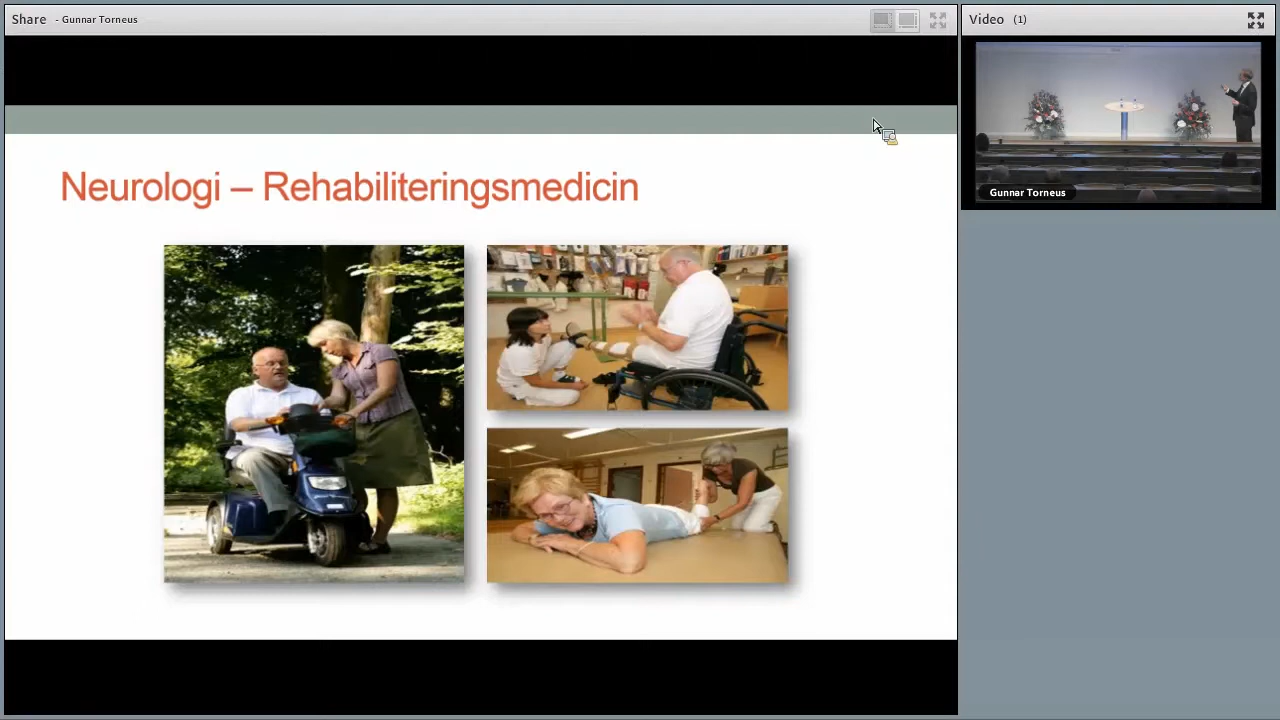 Share - Gunnar Torneus
Video (1)
Neurologi – Rehabiliteringsmedicin
Gunnar Torneus